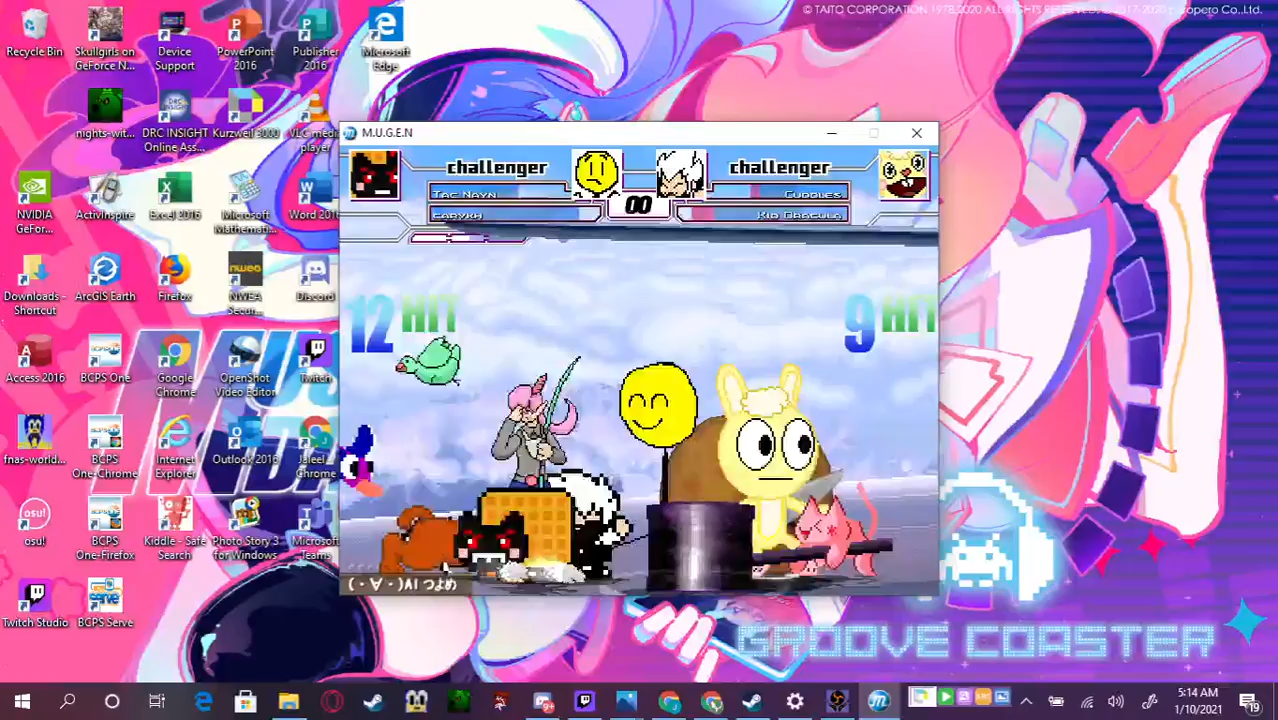 © TAITO CORPORATION 1978,2020 ALL RIGHTS RESERVED.
Co.,Ltd.
Recycle Bin
Skullgirls on GeForce N...
Device Support
PowerPoint 2016
Publisher 2016
Microsoft Edge
nights-wit...
DRC INSIGHT Online Ass...
Kurzweil 3000
VLC media player
NVIDIA GeFor...
ActivInspire
Excel 2016
Microsoft Mathemati...
Word 2016
Downloads - Shortcut
ArcGIS Earth
Firefox
NWEA Secur...
Discord
Access 2016
BCPS One
Google Chrome
OpenShot Video Editor
Twitch
fnas-world...
BCPS One-Chrome
Internet Explorer
Outlook 2016
Jaleel - Chrome
osu!
BCPS One-Firefox
Kiddle - Safe Search
Photo Story 3 for Windows
Microsoft Teams
Twitch Studio
BCPS Serve
M.U.G.E.N
challenger
challenger
Tac Nayn
Cuddles
00
Kid Dracula
12 HIT
9 HIT
(・∀・)AI つよめ
GROOVE COASTER
5:14 AM
1/10/2021
19